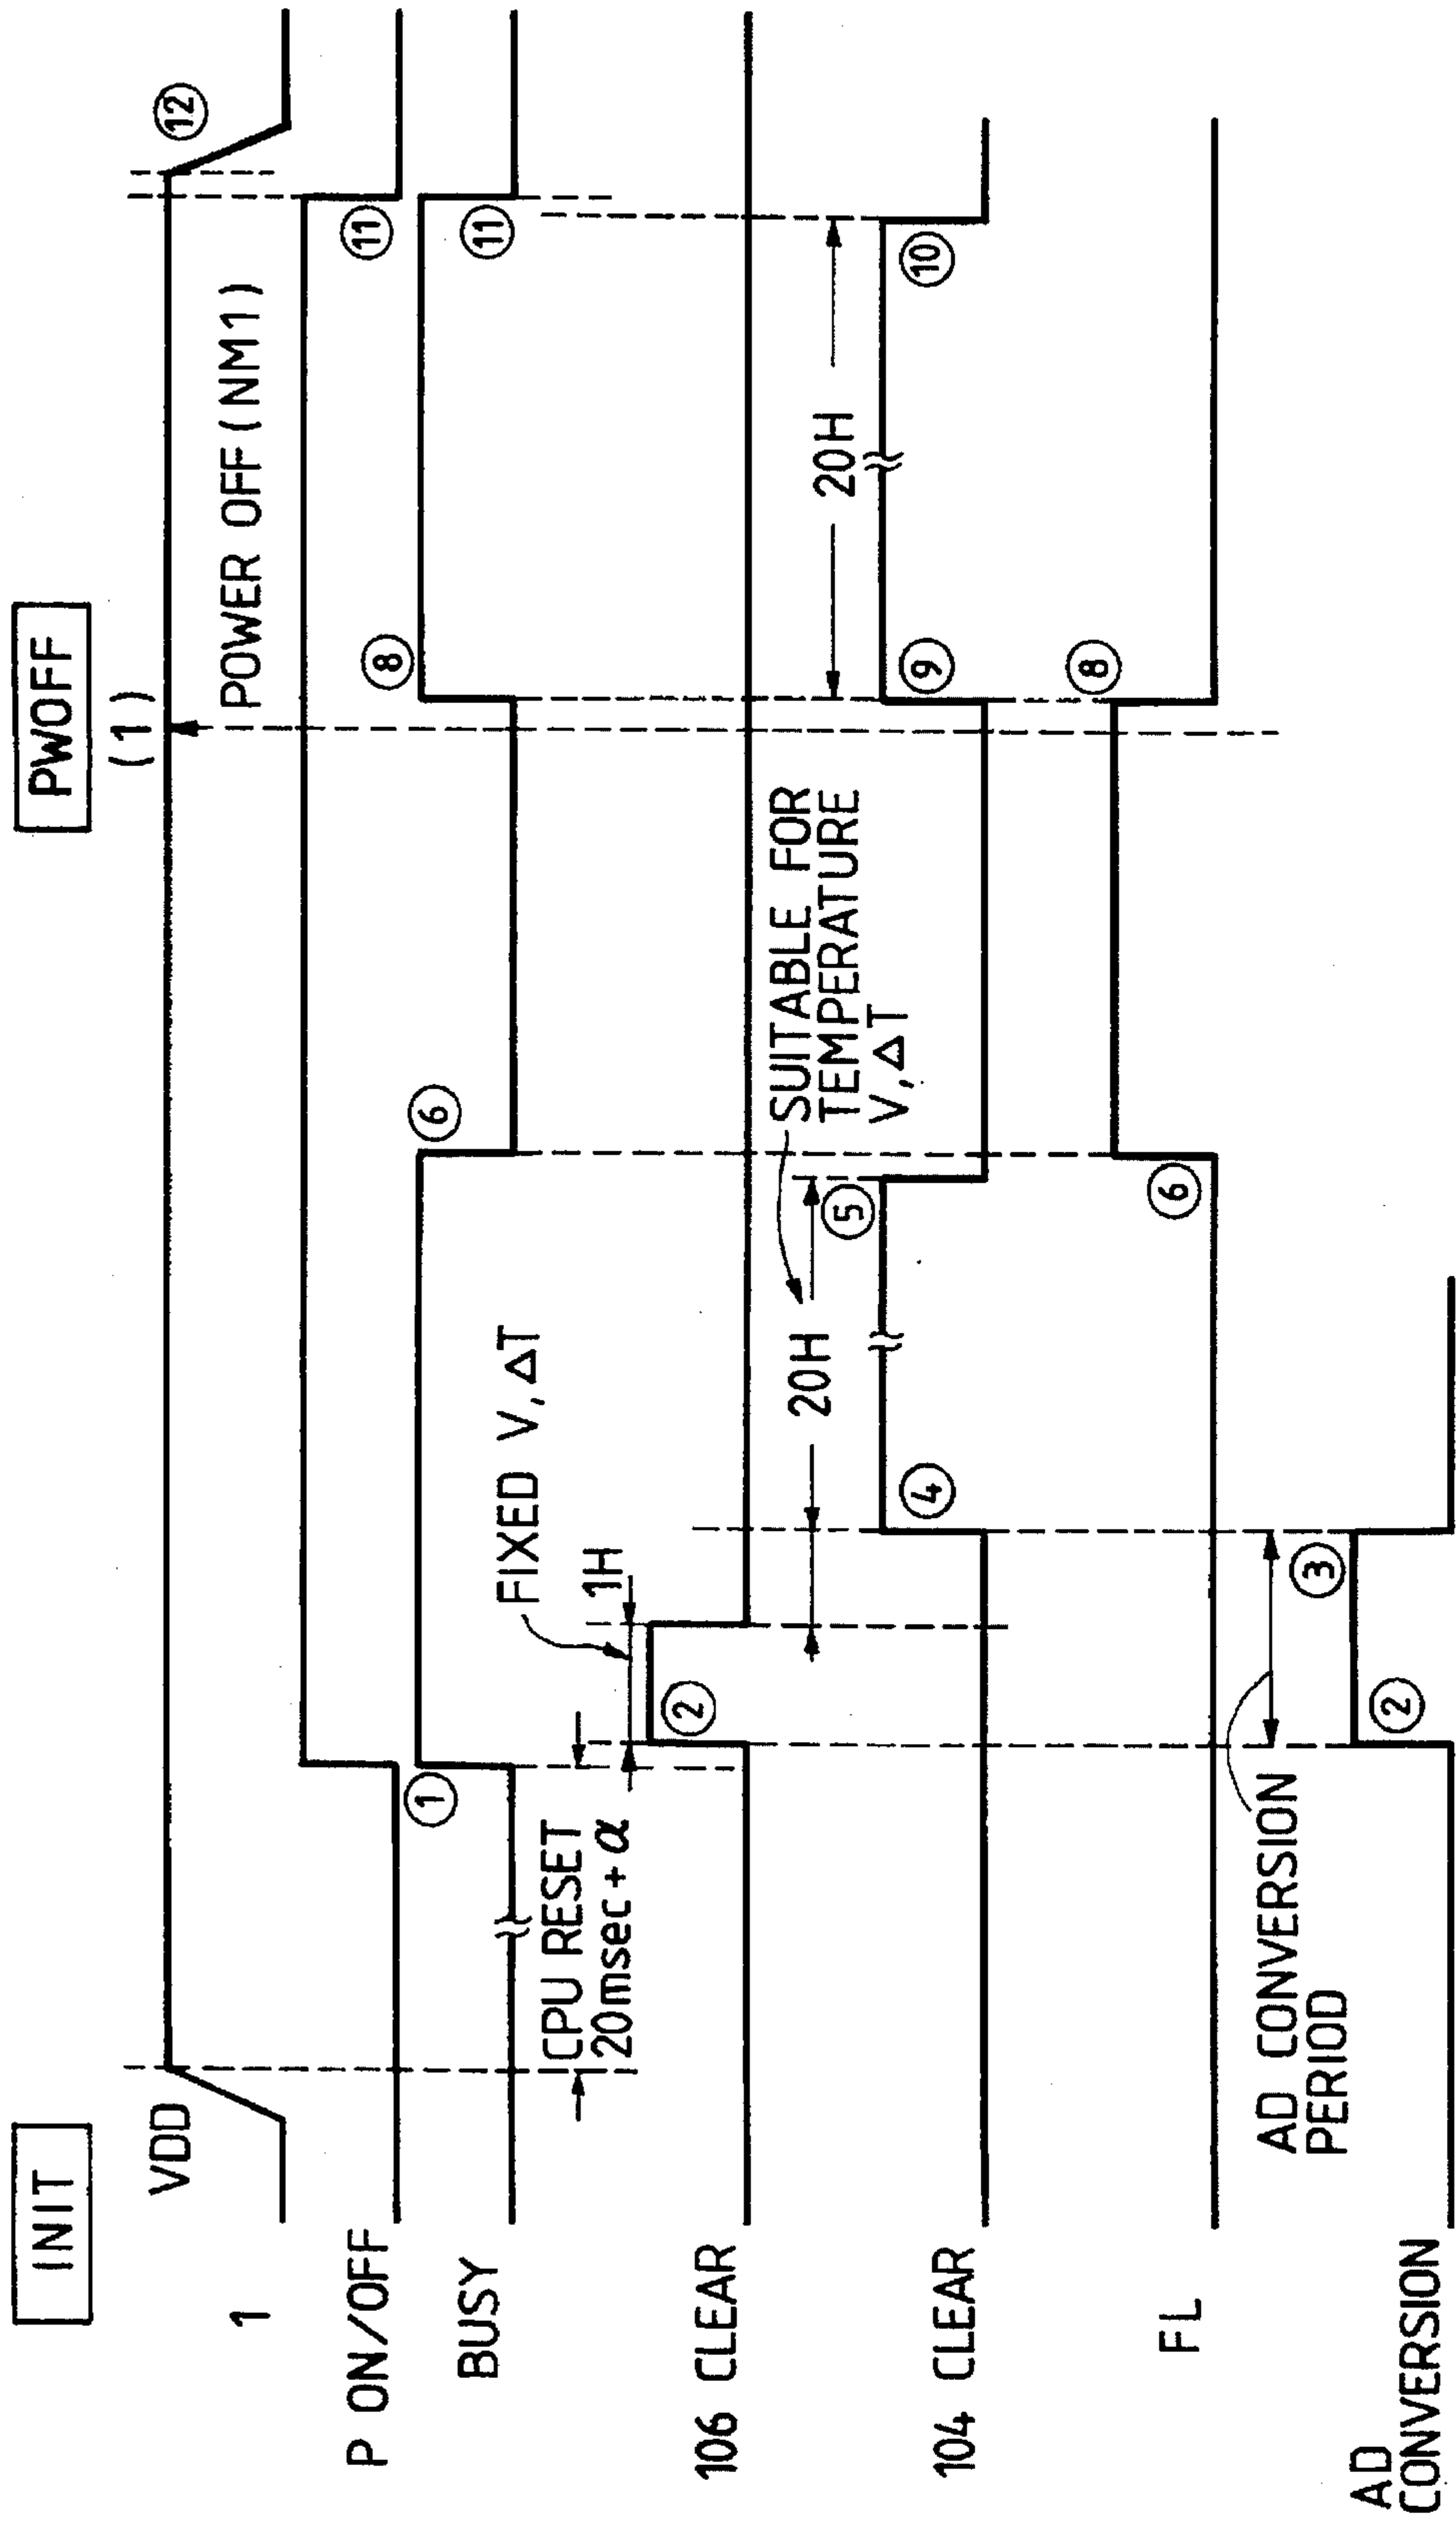 INIT
PWOFF
(1)
1
VDD
POWER OFF (NM1)
⑫
P ON/OFF
⑪
BUSY
①
⑥
⑧
⑪
CPU RESET
20msec+α
FIXED V, ΔT
1H
106 CLEAR
②
20H
SUITABLE FOR
TEMPERATURE
V, ΔT
20H
104 CLEAR
④
⑤
⑨
⑩
FL
⑥
⑧
AD CONVERSION
PERIOD
AD
CONVERSION
②
③